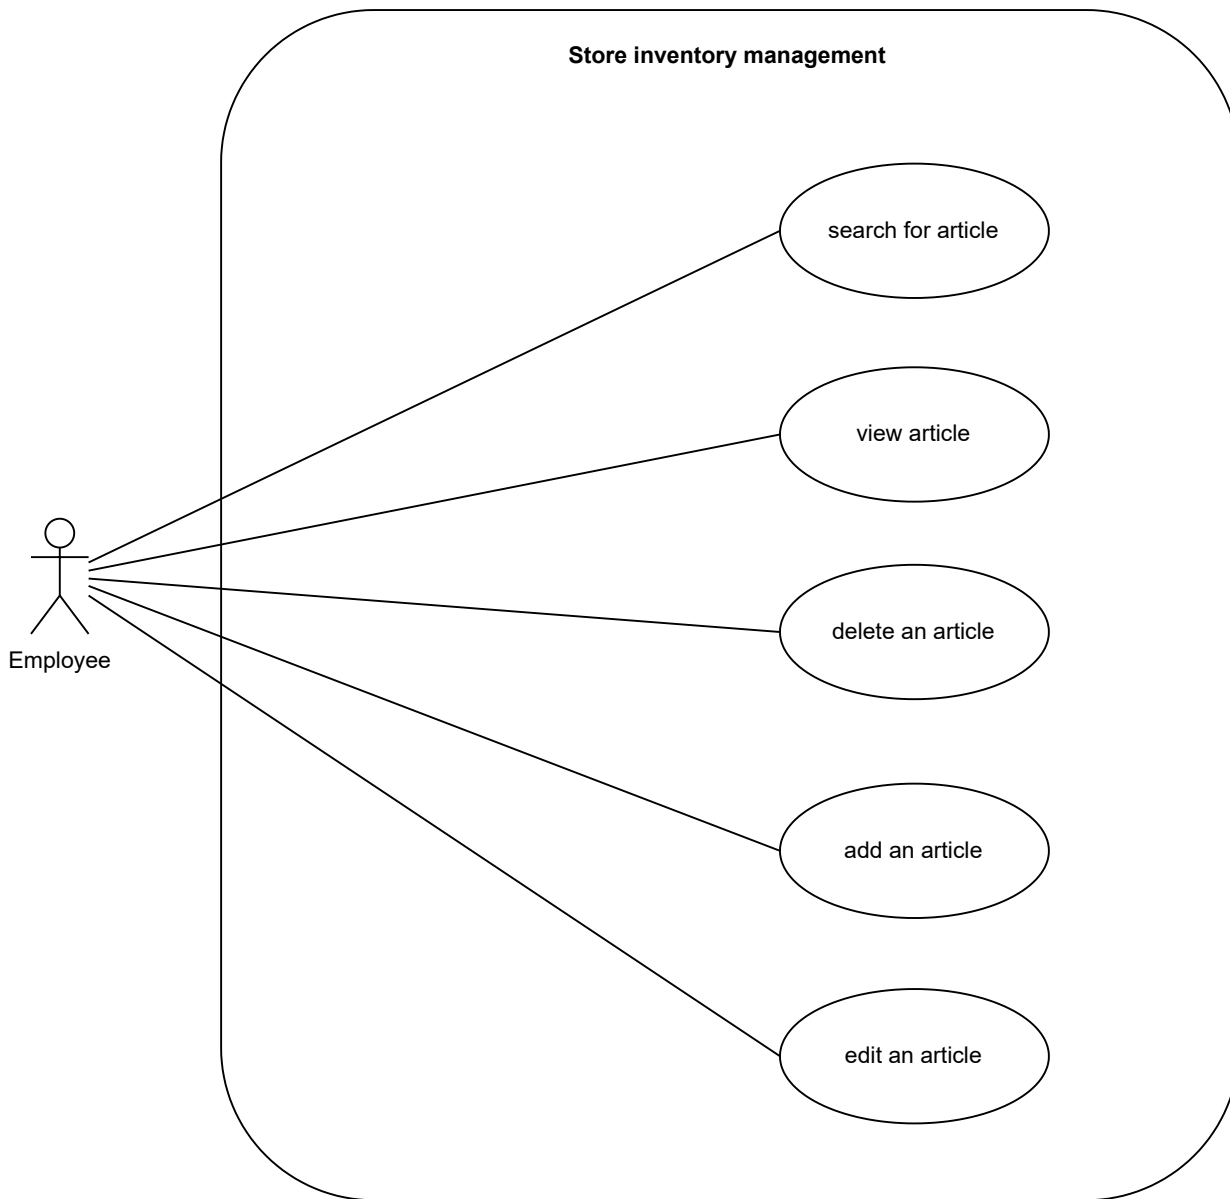 Store inventory management
search for article
view article
Employee
delete an article
add an article
edit an article